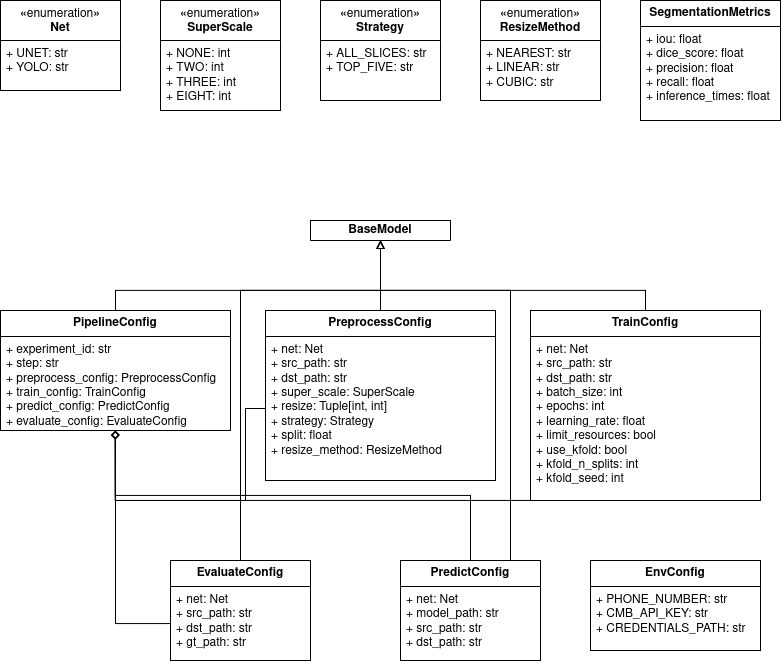 «enumeration»
Net
+ UNET: str
+ YOLO: str
«enumeration»
SuperScale
+ NONE: int
+ TWO: int
+ THREE: int
+ EIGHT: int
«enumeration»
Strategy
+ ALL_SLICES: str
+ TOP_FIVE: str
«enumeration»
ResizeMethod
+ NEAREST: str
+ LINEAR: str
+ CUBIC: str
SegmentationMetrics
+ iou: float
+ dice_score: float
+ precision: float
+ recall: float
+ inference_times: float
BaseModel
PipelineConfig
+ experiment_id: str
+ step: str
+ preprocess_config: PreprocessConfig
+ train_config: TrainConfig
+ predict_config: PredictConfig
+ evaluate_config: EvaluateConfig
PreprocessConfig
+ net: Net
+ src_path: str
+ dst_path: str
+ super_scale: SuperScale
+ resize: Tuple[int, int]
+ strategy: Strategy
+ split: float
+ resize_method: ResizeMethod
TrainConfig
+ net: Net
+ src_path: str
+ dst_path: str
+ batch_size: int
+ epochs: int
+ learning_rate: float
+ limit_resources: bool
+ use_kfold: bool
+ kfold_n_splits: int
+ kfold_seed: int
EvaluateConfig
+ net: Net
+ src_path: str
+ dst_path: str
+ gt_path: str
PredictConfig
+ net: Net
+ model_path: str
+ src_path: str
+ dst_path: str
EnvConfig
+ PHONE_NUMBER: str
+ CMB_API_KEY: str
+ CREDENTIALS_PATH: str